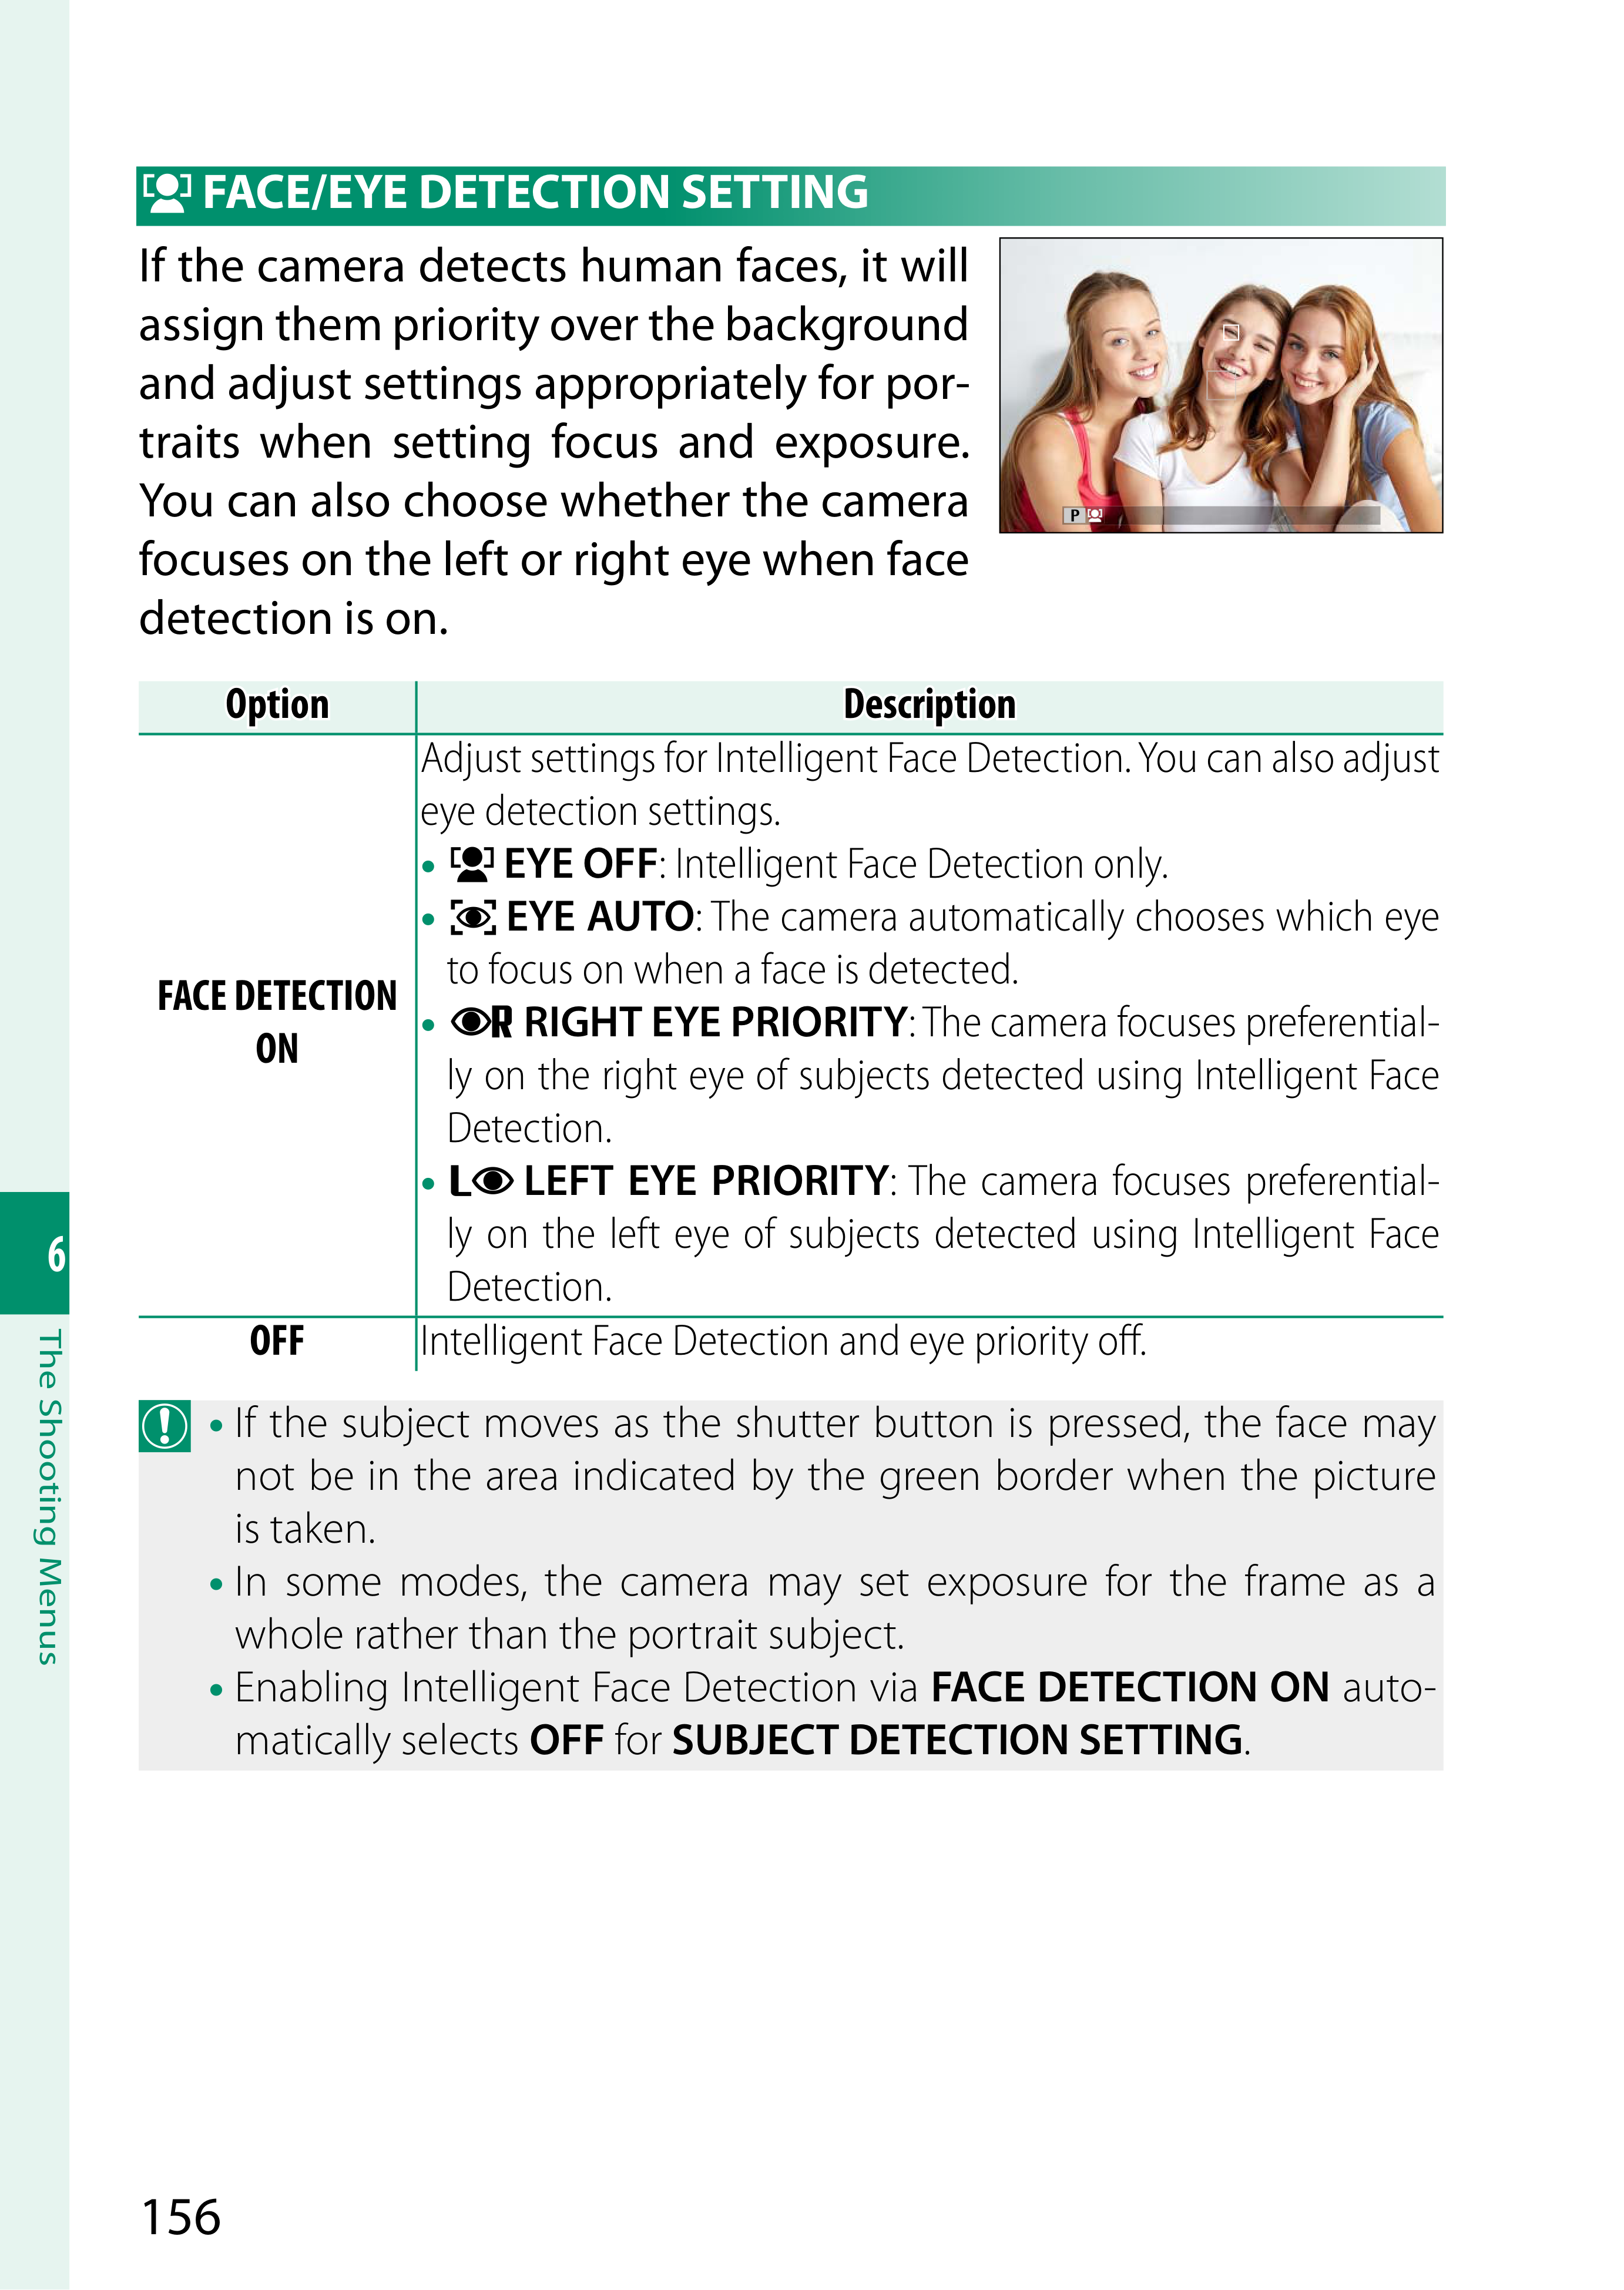 FACE/EYE DETECTION SETTING
If the camera detects human faces, it will
assign them priority over the background
and adjust settings appropriately for por-
traits when setting focus and exposure.
You can also choose whether the camera
focuses on the left or right eye when face
detection is on.
P
Option
Description
FACE DETECTION
ON
Adjust settings for Intelligent Face Detection. You can also adjust
eye detection settings.
• EYE OFF: Intelligent Face Detection only.
• EYE AUTO: The camera automatically chooses which eye
to focus on when a face is detected.
• R RIGHT EYE PRIORITY: The camera focuses preferential-
ly on the right eye of subjects detected using Intelligent Face
Detection.
• L LEFT EYE PRIORITY: The camera focuses preferential-
ly on the left eye of subjects detected using Intelligent Face
Detection.
OFF
Intelligent Face Detection and eye priority off.
• If the subject moves as the shutter button is pressed, the face may
not be in the area indicated by the green border when the picture
is taken.
• In some modes, the camera may set exposure for the frame as a
whole rather than the portrait subject.
• Enabling Intelligent Face Detection via FACE DETECTION ON auto-
matically selects OFF for SUBJECT DETECTION SETTING.
6
The Shooting Menus
156